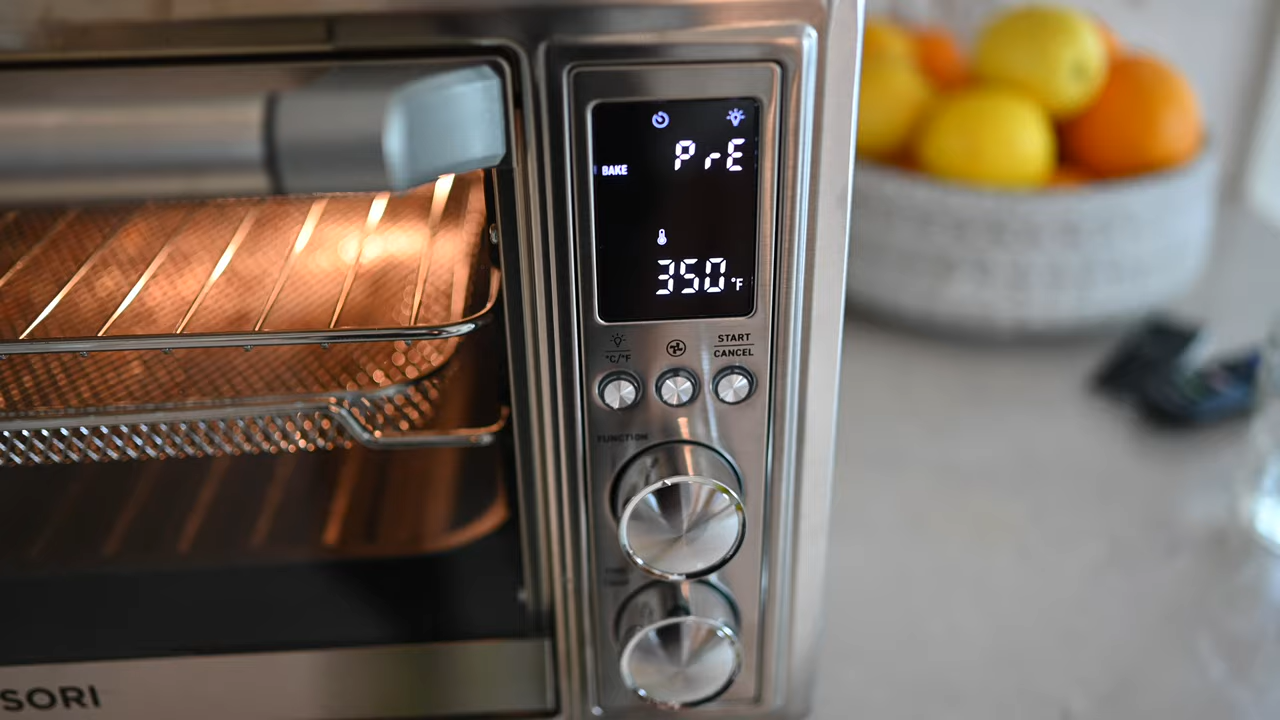 PrE
BAKE
350°F
°C/°F
START
CANCEL
FUNCTION
SORI